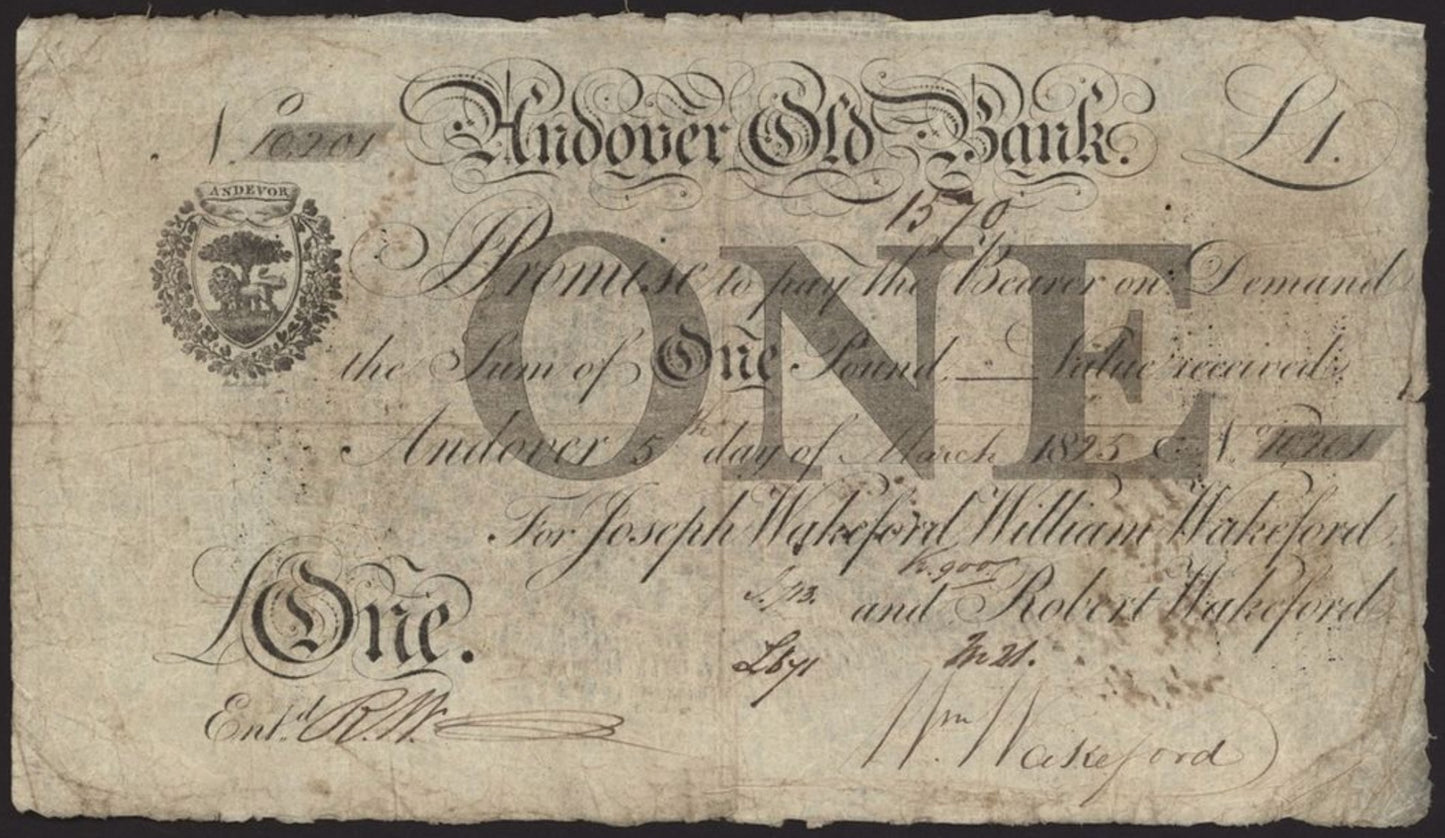 No 10201 Andover Old Bank. £1.
ANDEVOR
1570
I Promise to pay the Bearer on Demand
the Sum of One Pound. Value received.
Andover 5th day of March 1825 No 10201
For Joseph Wakeford William Wakeford
and Robert Wakeford
£One.
Entd R.W.
Wm Wakeford